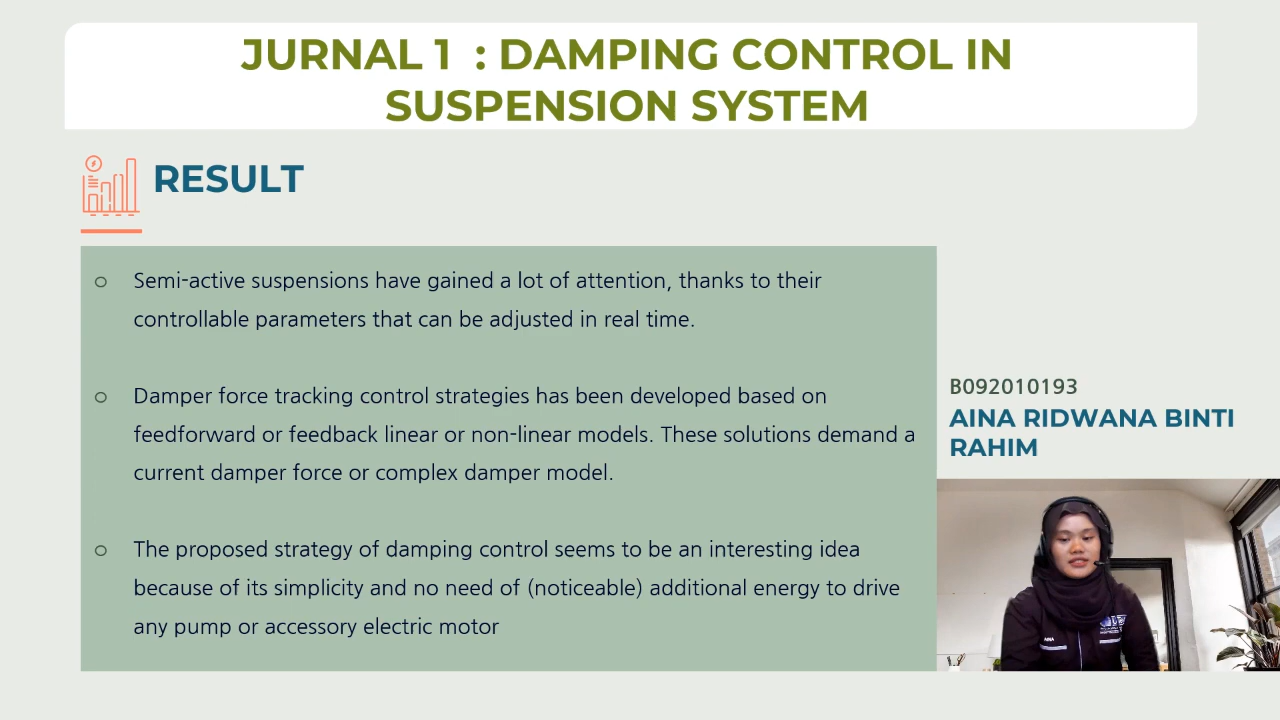 JURNAL 1 : DAMPING CONTROL IN
SUSPENSION SYSTEM
RESULT
Semi-active suspensions have gained a lot of attention, thanks to their
controllable parameters that can be adjusted in real time.
Damper force tracking control strategies has been developed based on
feedforward or feedback linear or non-linear models. These solutions demand a
current damper force or complex damper model.
The proposed strategy of damping control seems to be an interesting idea
because of its simplicity and no need of (noticeable) additional energy to drive
any pump or accessory electric motor
B092010193
AINA RIDWANA BINTI
RAHIM
AINA